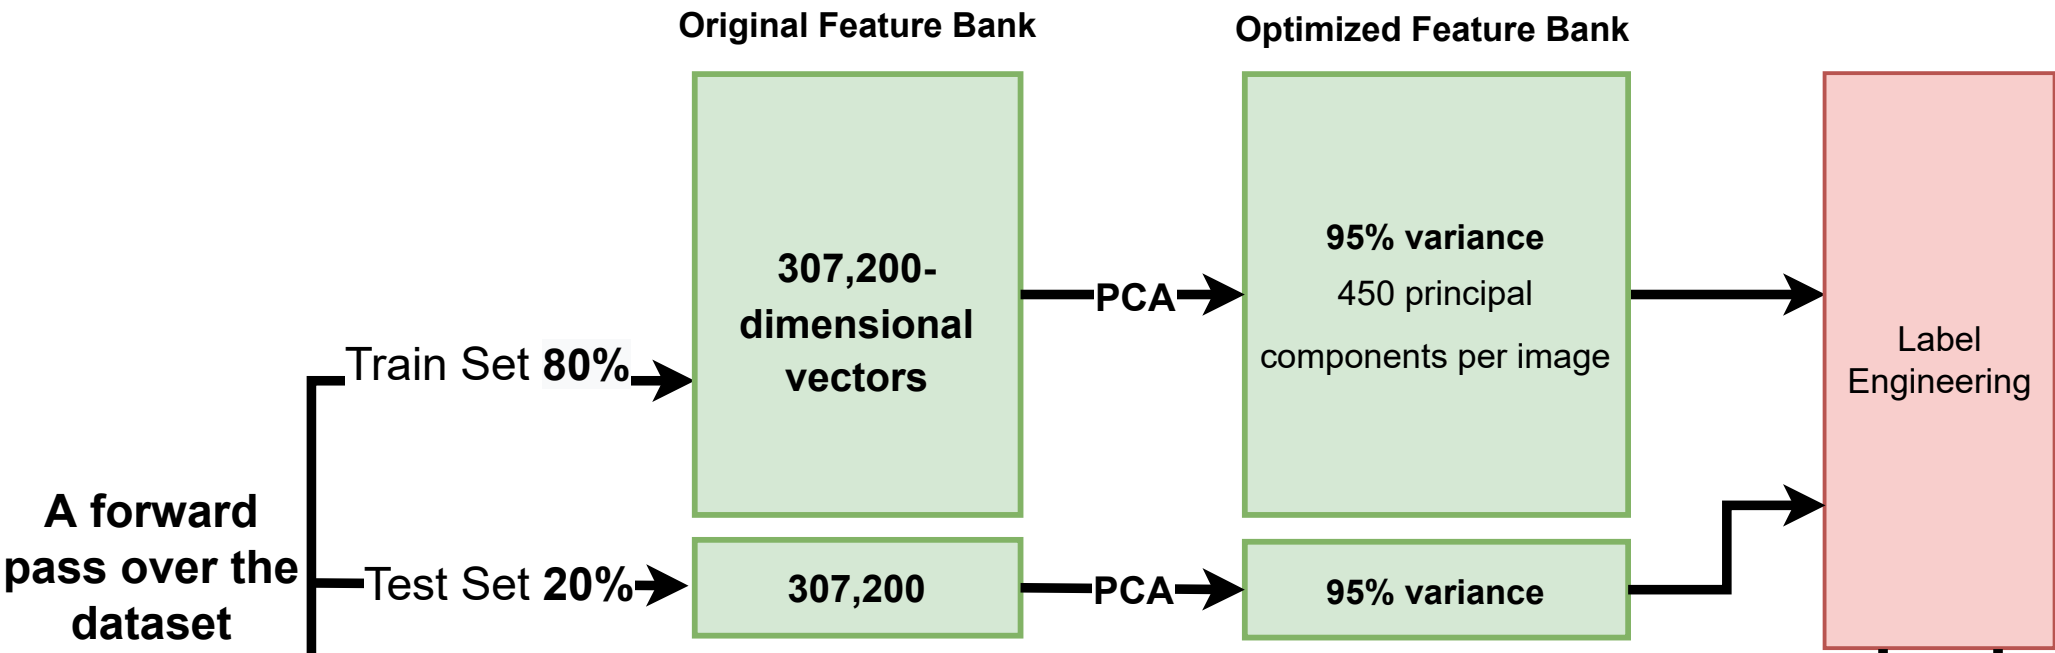 Original Feature Bank
Optimized Feature Bank
307,200-
dimensional
vectors
PCA
95% variance
450 principal
components per image
Label
Engineering
Train Set 80%
A forward
pass over the
dataset
Test Set 20%
307,200
PCA
95% variance